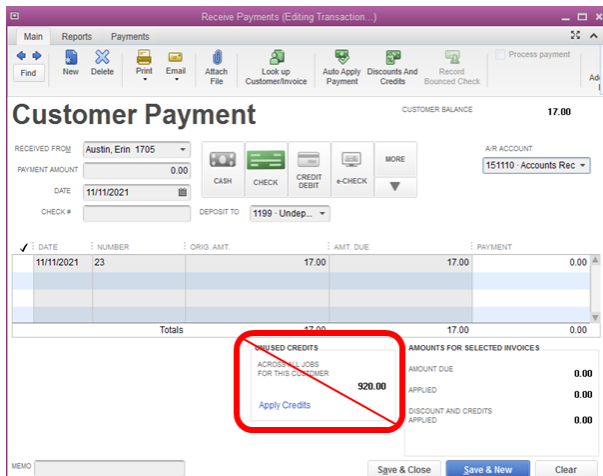 Receive Payments (Editing Transaction...)
Main Reports Payments
Find New Delete Print Email Attach File Look up Customer/Invoice Auto Apply Payment Discounts And Credits Record Bounced Check Process payment
Customer Payment
CUSTOMER BALANCE 17.00
RECEIVED FROM Austin, Erin 1705
A/R ACCOUNT
151110 · Accounts Rec
PAYMENT AMOUNT 0.00
CASH CHECK CREDIT DEBIT e-CHECK MORE
DATE 11/11/2021
CHECK # DEPOSIT TO 1199 · Undep...
DATE NUMBER ORIG. AMT. AMT. DUE PAYMENT
11/11/2021 23 17.00 17.00 0.00
Totals 17.00 17.00 0.00
UNUSED CREDITS
ACROSS ALL JOBS
FOR THIS CUSTOMER
920.00
Apply Credits
AMOUNTS FOR SELECTED INVOICES
AMOUNT DUE 0.00
APPLIED 0.00
DISCOUNT AND CREDITS
APPLIED 0.00
MEMO
Save & Close Save & New Clear